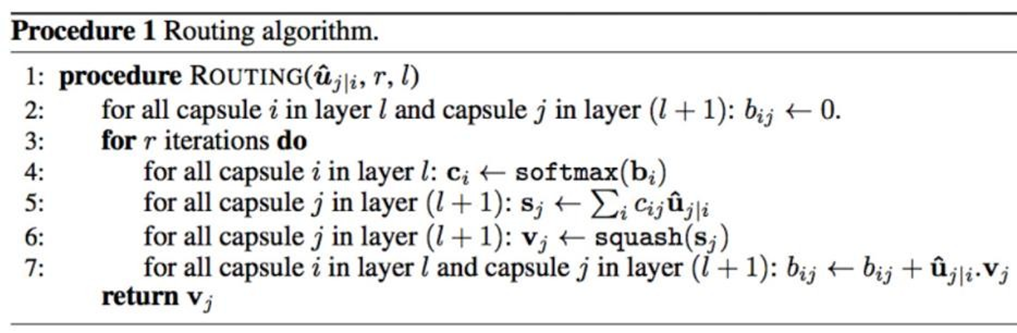 Procedure 1 Routing algorithm.
1: procedure ROUTING(û_{j|i}, r, l)
2: for all capsule i in layer l and capsule j in layer (l + 1): b_{ij} ← 0.
3: for r iterations do
4: for all capsule i in layer l: c_i ← softmax(b_i)
5: for all capsule j in layer (l + 1): s_j ← ∑_i c_{ij}û_{j|i}
6: for all capsule j in layer (l + 1): v_j ← squash(s_j)
7: for all capsule i in layer l and capsule j in layer (l + 1): b_{ij} ← b_{ij} + û_{j|i}.v_j
return v_j